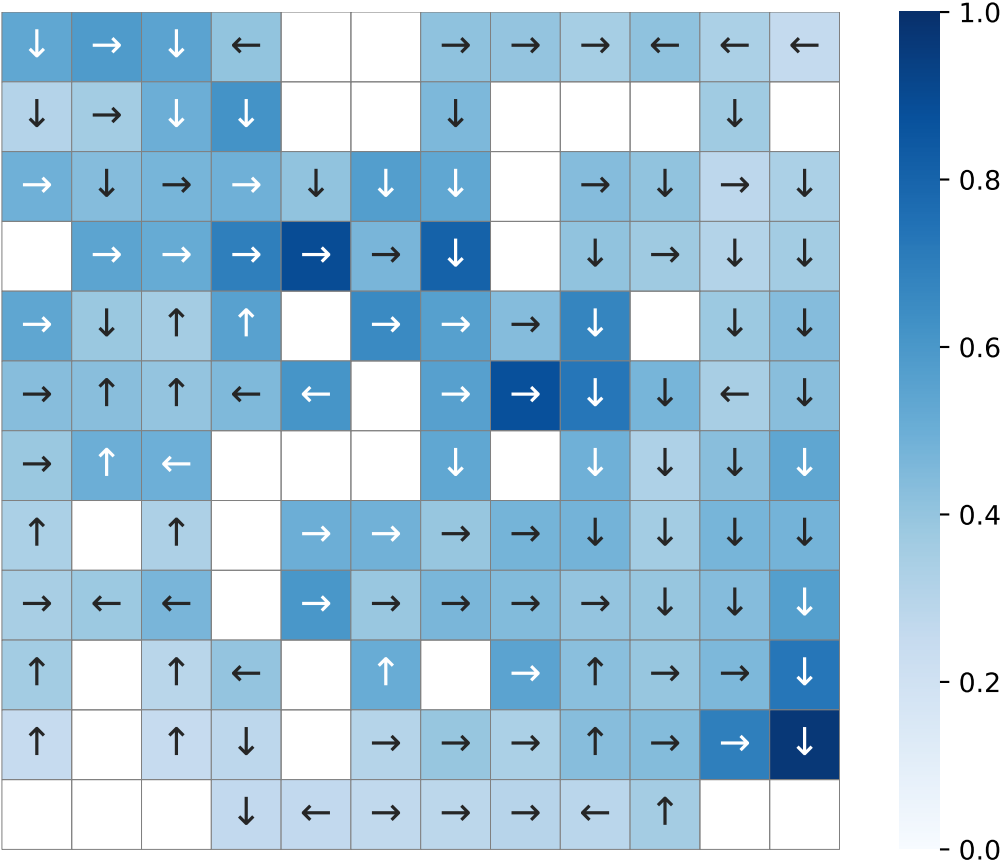 ↓ → ↓ ← → → → ← ← ←
↓ → ↓ ↓ ↓ ↓
→ ↓ → → ↓ ↓ ↓ → ↓ → ↓
→ → → → → ↓ ↓ → ↓ ↓
→ ↓ ↑ ↑ → → → ↓ ↓ ↓
→ ↑ ↑ ← ← → → ↓ ↓ ← ↓
→ ↑ ← ↓ ↓ ↓ ↓ ↓
↑ ↑ → → → → ↓ ↓ ↓ ↓
→ ← ← → → → → → ↓ ↓ ↓
↑ ↑ ← ↑ → ↑ → → ↓
↑ ↑ ↓ → → → ↑ → → ↓
↓ ← → → → ← ↑
1.0
0.8
0.6
0.4
0.2
0.0